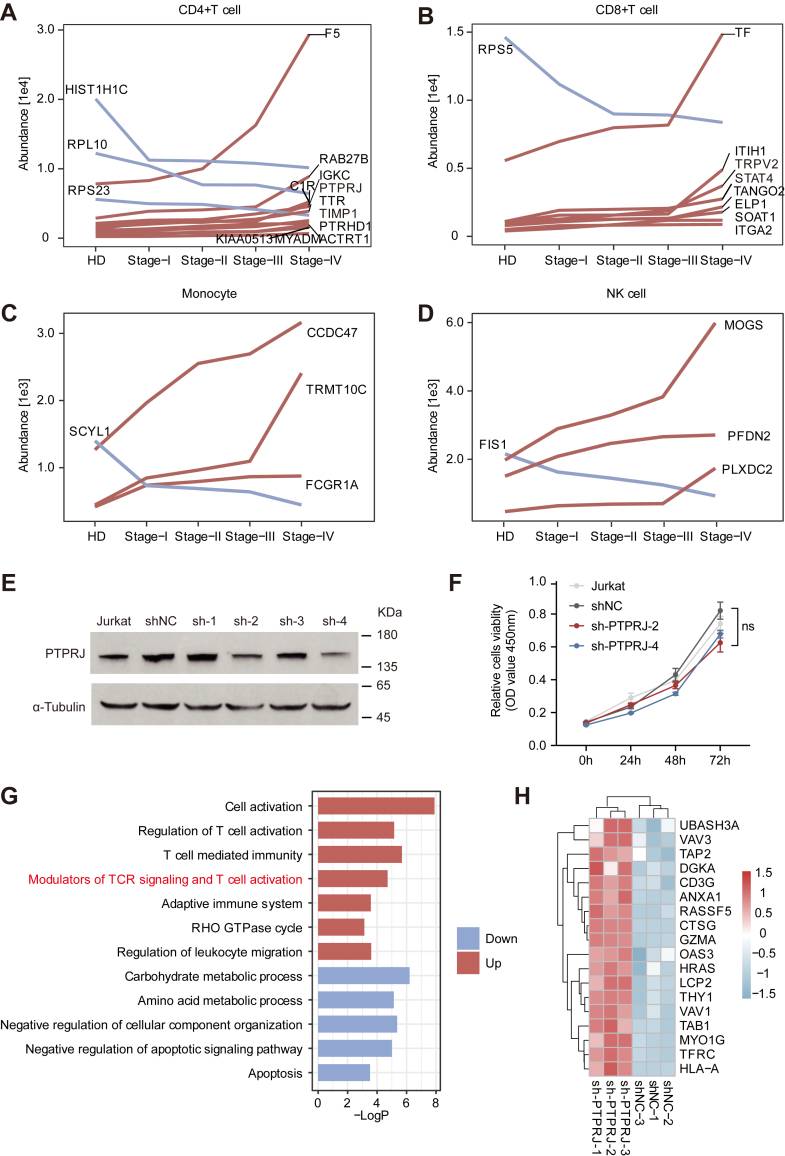 A
CD4+T cell
Abundance [1e4]
3.0
2.0
1.0
0
HIST1H1C
RPL10
RPS23
F5
RAB27B
IGKC
C1R
PTPRJ
TTR
TIMP1
PTRHD1
KIAA0513
MYADM
ACTRT1
HD Stage-I Stage-II Stage-III Stage-IV
B
CD8+T cell
Abundance [1e4]
1.5
1.0
0.5
0
RPS5
TF
ITIH1
TRPV2
STAT4
TANGO2
ELP1
SOAT1
ITGA2
HD Stage-I Stage-II Stage-III Stage-IV
C
Monocyte
Abundance [1e3]
3.0
2.0
1.0
SCYL1
CCDC47
TRMT10C
FCGR1A
HD Stage-I Stage-II Stage-III Stage-IV
D
NK cell
Abundance [1e3]
6.0
4.0
2.0
FIS1
MOGS
PFDN2
PLXDC2
HD Stage-I Stage-II Stage-III Stage-IV
E
Jurkat shNC sh-1 sh-2 sh-3 sh-4
KDa
PTPRJ
180
135
α-Tubulin
65
45
F
Relative cells viablity
(OD value 450nm)
1.0
0.8
0.6
0.4
0.2
0.0
Jurkat
shNC
sh-PTPRJ-2
sh-PTPRJ-4
ns
0h 24h 48h 72h
G
Cell activation
Regulation of T cell activation
T cell mediated immunity
Modulators of TCR signaling and T cell activation
Adaptive immune system
RHO GTPase cycle
Regulation of leukocyte migration
Carbohydrate metabolic process
Amino acid metabolic process
Negative regulation of cellular component organization
Negative regulation of apoptotic signaling pathway
Apoptosis
0 2 4 6 8
−LogP
Down
Up
H
UBASH3A
VAV3
TAP2
DGKA
CD3G
ANXA1
RASSF5
CTSG
GZMA
OAS3
HRAS
LCP2
THY1
VAV1
TAB1
MYO1G
TFRC
HLA−A
sh-PTPRJ-1
sh-PTPRJ-2
sh-PTPRJ-3
shNC-3
shNC-1
shNC-2
1.5
1
0.5
0
−0.5
−1
−1.5